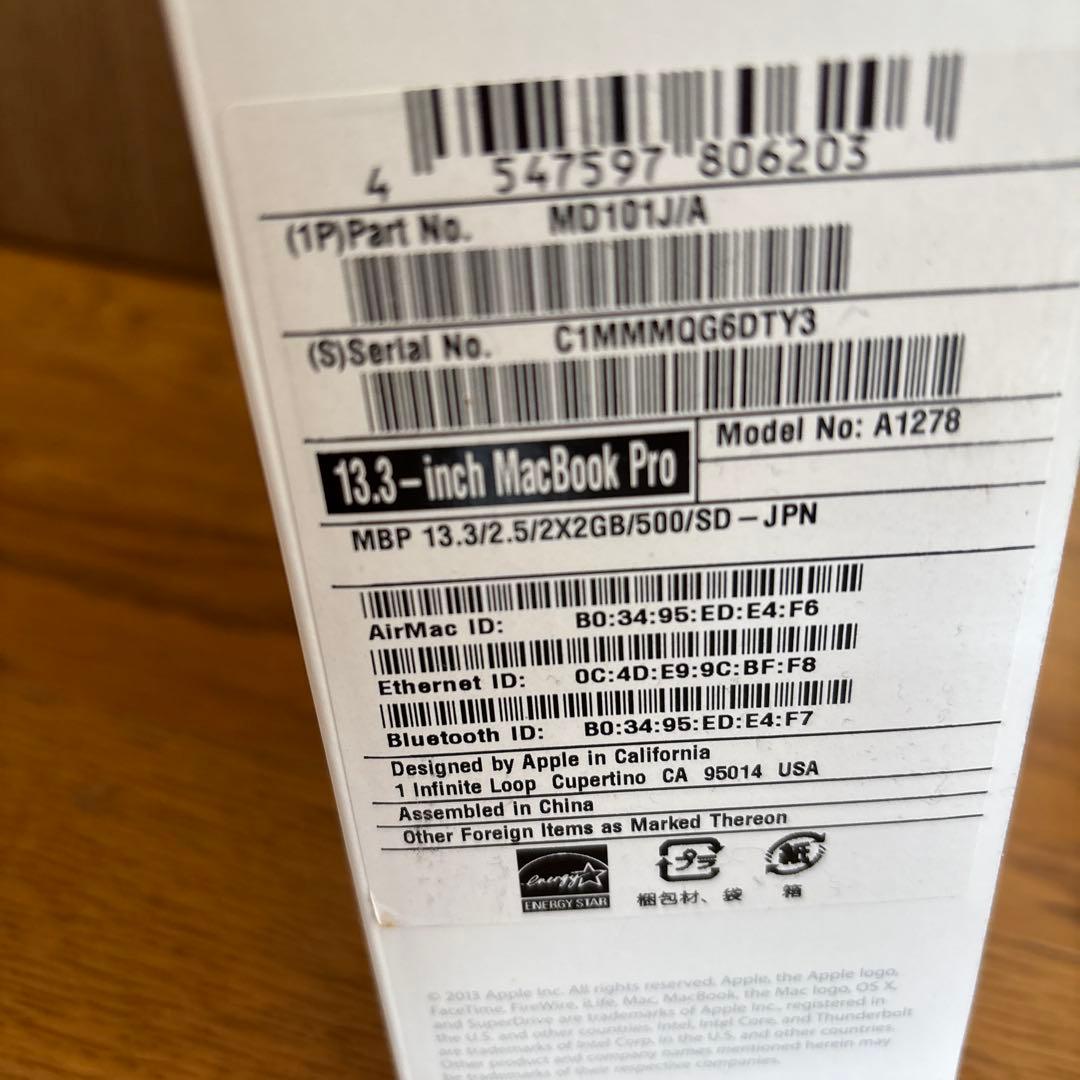 4 547597 806203
(1P)Part No. MD101J/A
(S)Serial No. C1MMMQG6DTY3
13.3-inch MacBook Pro
Model No: A1278
MBP 13.3/2.5/2X2GB/500/SD-JPN
AirMac ID: B0:34:95:ED:E4:F6
Ethernet ID: 0C:4D:E9:9C:BF:F8
Bluetooth ID: B0:34:95:ED:E4:F7
Designed by Apple in California
1 Infinite Loop Cupertino CA 95014 USA
Assembled in China
Other Foreign Items as Marked Thereon
energy
ENERGY STAR
プラ
紙
梱包材、袋
箱
© 2013 Apple Inc. All rights reserved. Apple, the Apple logo,
FaceTime, FireWire, iLife, Mac, MacBook, the Mac logo, OS X,
and SuperDrive are trademarks of Apple Inc., registered in
the U.S. and other countries. Intel, Intel Core, and Thunderbolt
are trademarks of Intel Corp. in the U.S. and other countries.
Other product and company names mentioned herein may
be trademarks of their respective companies.